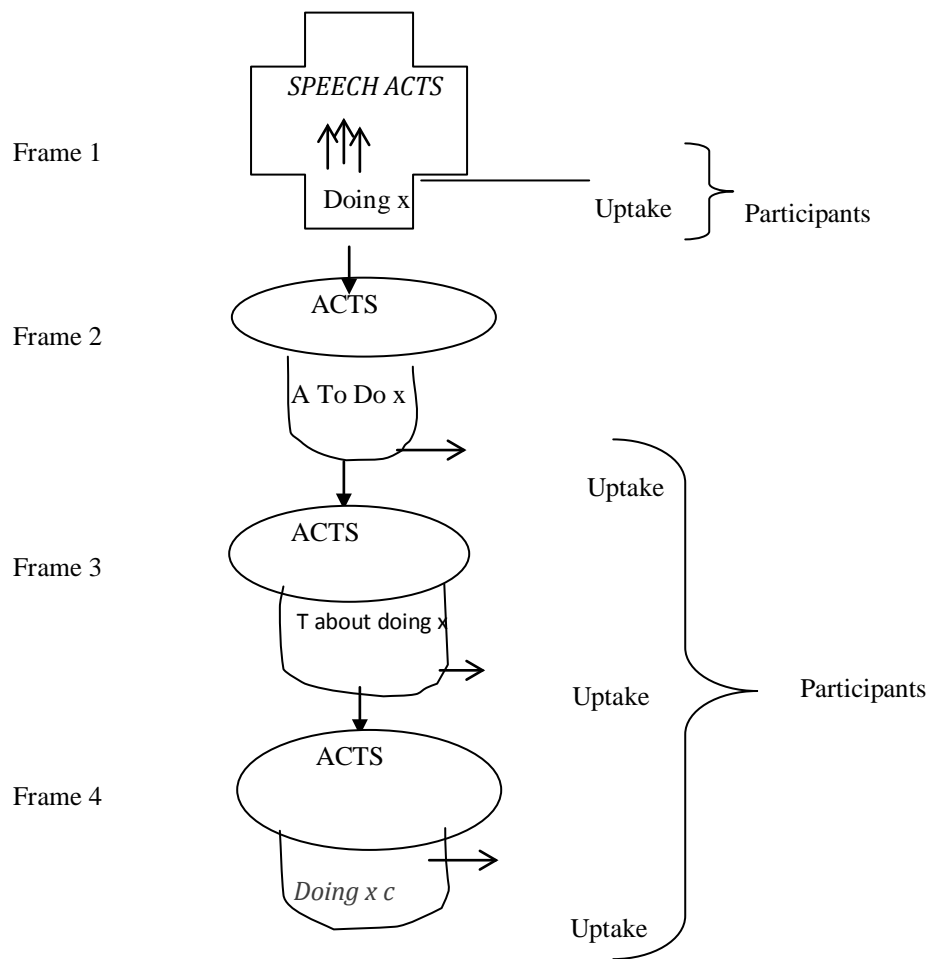 SPEECH ACTS
Frame 1
Doing x
Uptake
Participants
ACTS
Frame 2
A To Do x
Uptake
ACTS
Frame 3
T about doing x
Uptake
Participants
ACTS
Frame 4
Doing x c
Uptake